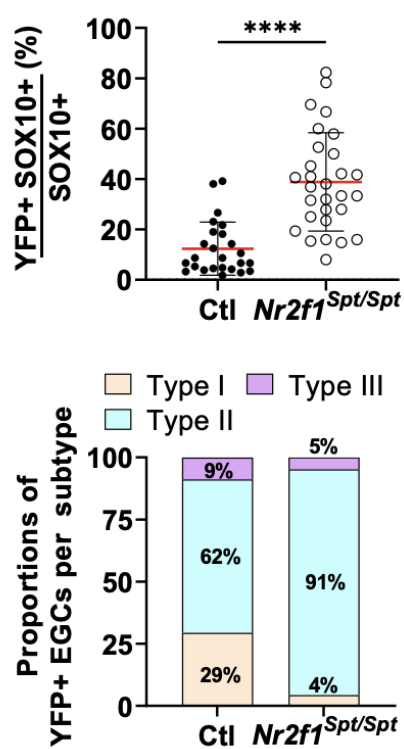 ****
YFP+ SOX10+ (%)
SOX10+
100
80
60
40
20
0
Ctl Nr2f1Spt/Spt
Type I Type III
Type II
Proportions of
YFP+ EGCs per subtype
100
75
50
25
0
9%
62%
29%
5%
91%
4%
Ctl Nr2f1Spt/Spt